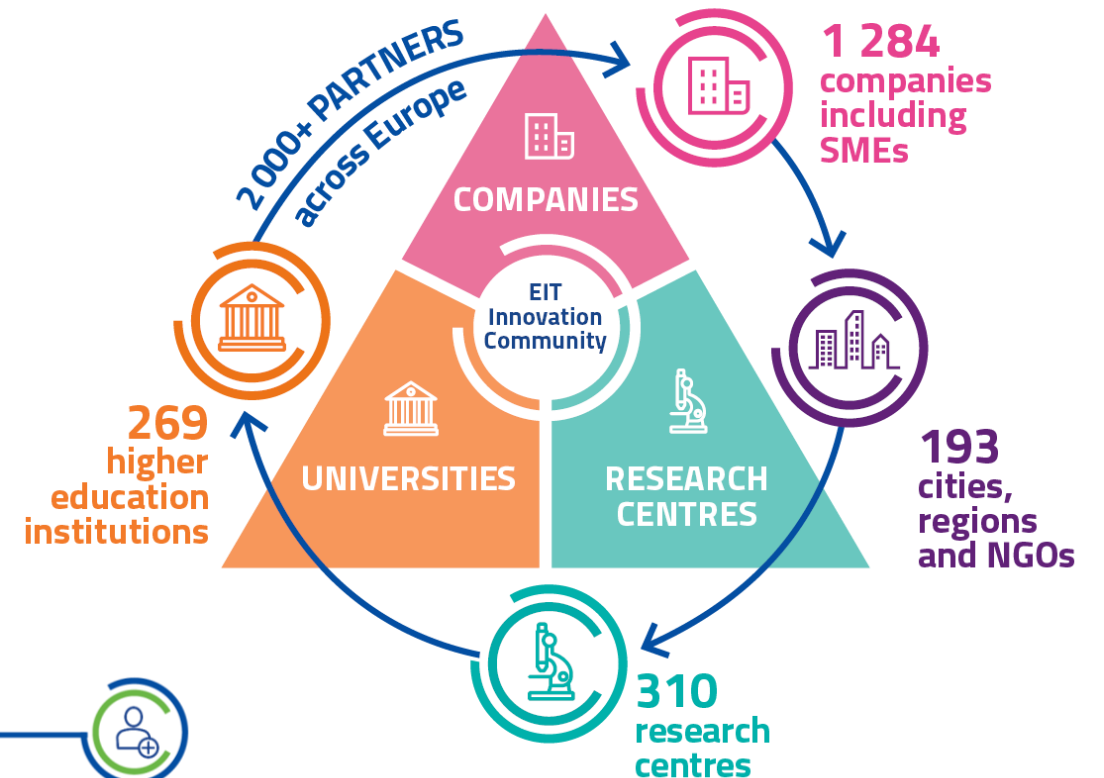 2 000+ PARTNERS
across Europe
1 284
companies
including
SMEs
COMPANIES
EIT
Innovation
Community
269
higher
education
institutions
UNIVERSITIES
RESEARCH
CENTRES
193
cities,
regions
and NGOs
310
research
centres